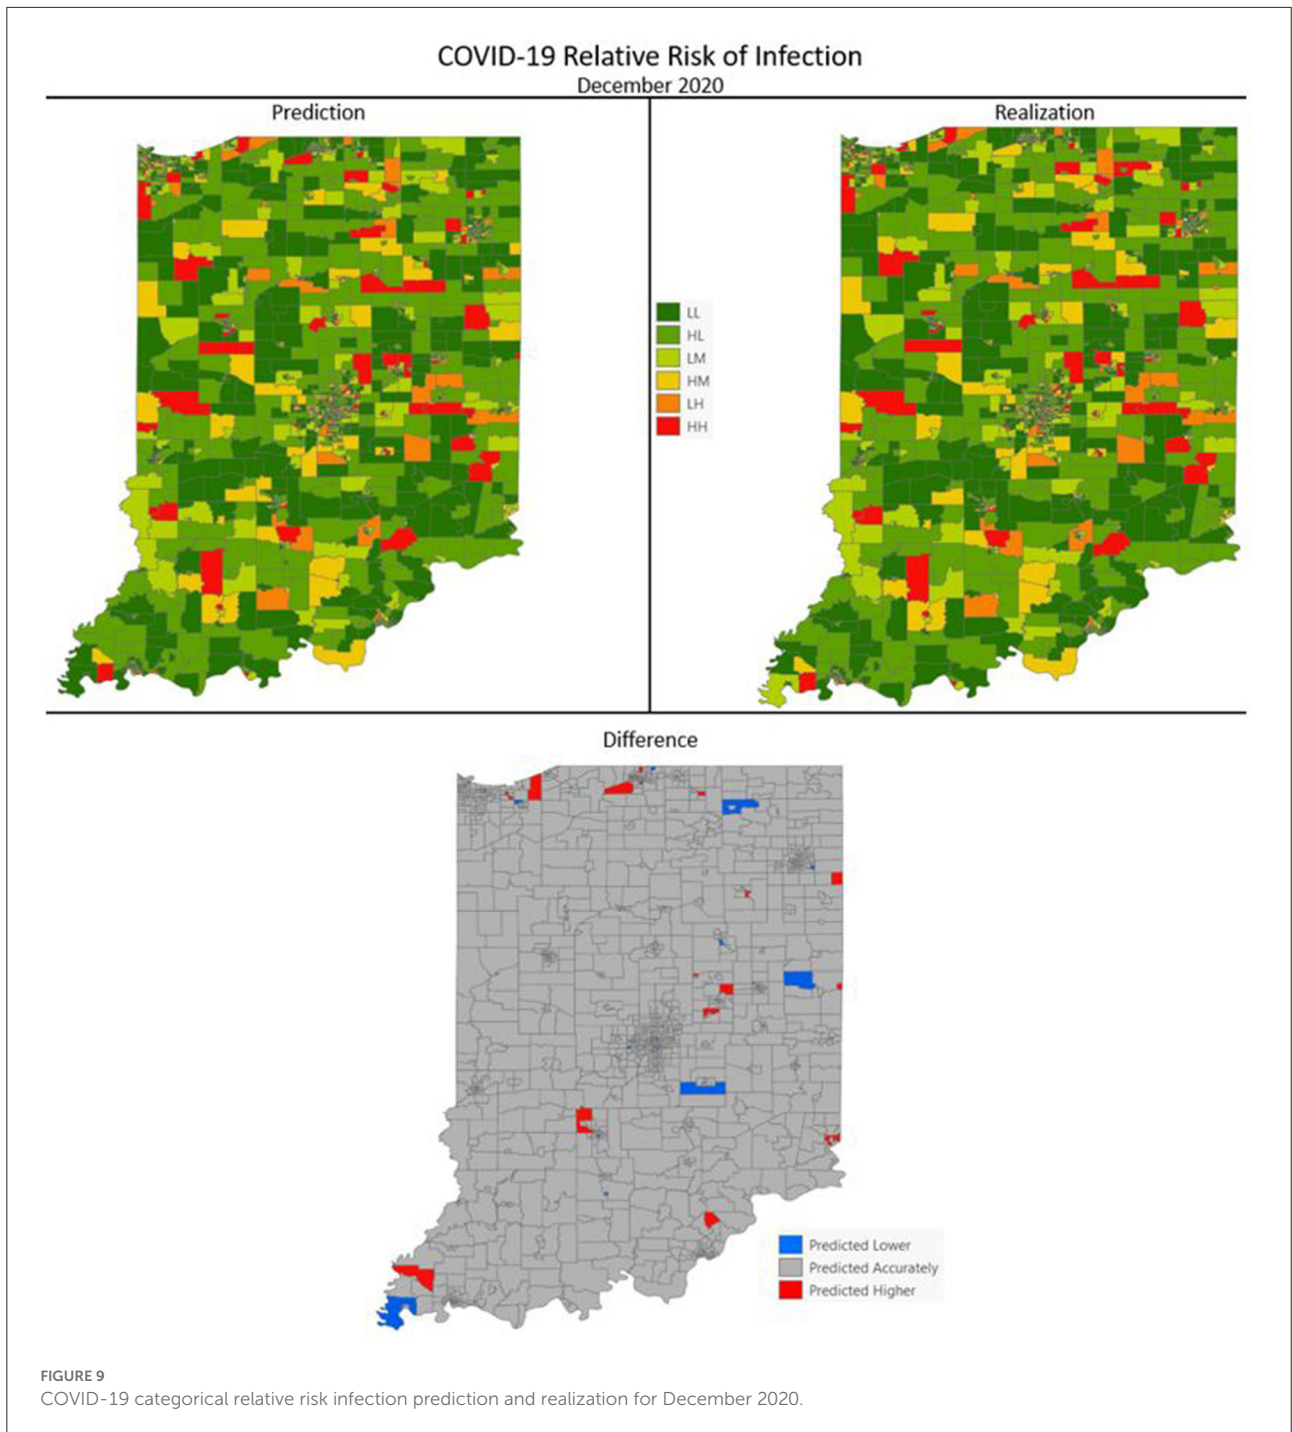 COVID-19 Relative Risk of Infection
December 2020
Prediction
Realization
LL
HL
LM
HM
LH
HH
Difference
Predicted Lower
Predicted Accurately
Predicted Higher
FIGURE 9
COVID-19 categorical relative risk infection prediction and realization for December 2020.